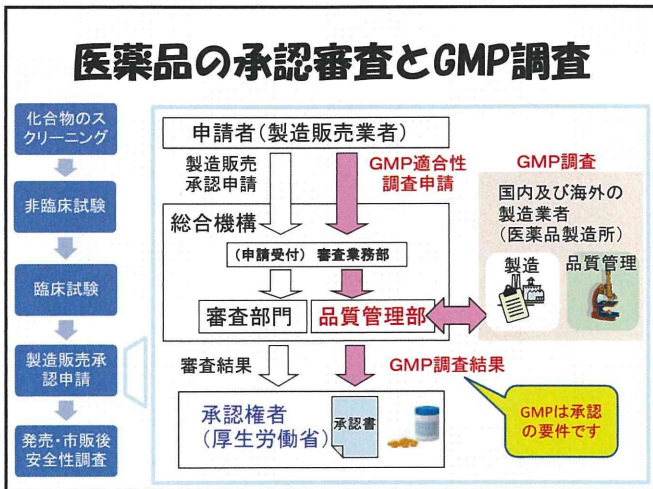 医薬品の承認審査とGMP調査
化合物のス
クリーニング
非臨床試験
臨床試験
製造販売承
認申請
発売・市販後
安全性調査
申請者(製造販売業者)
製造販売
承認申請
GMP適合性
調査申請
総合機構
(申請受付) 審査業務部
審査部門
品質管理部
審査結果
GMP調査結果
承認権者
(厚生労働省)
承認書
GMP調査
国内及び海外の
製造業者
(医薬品製造所)
製造
品質管理
GMPは承認
の要件です